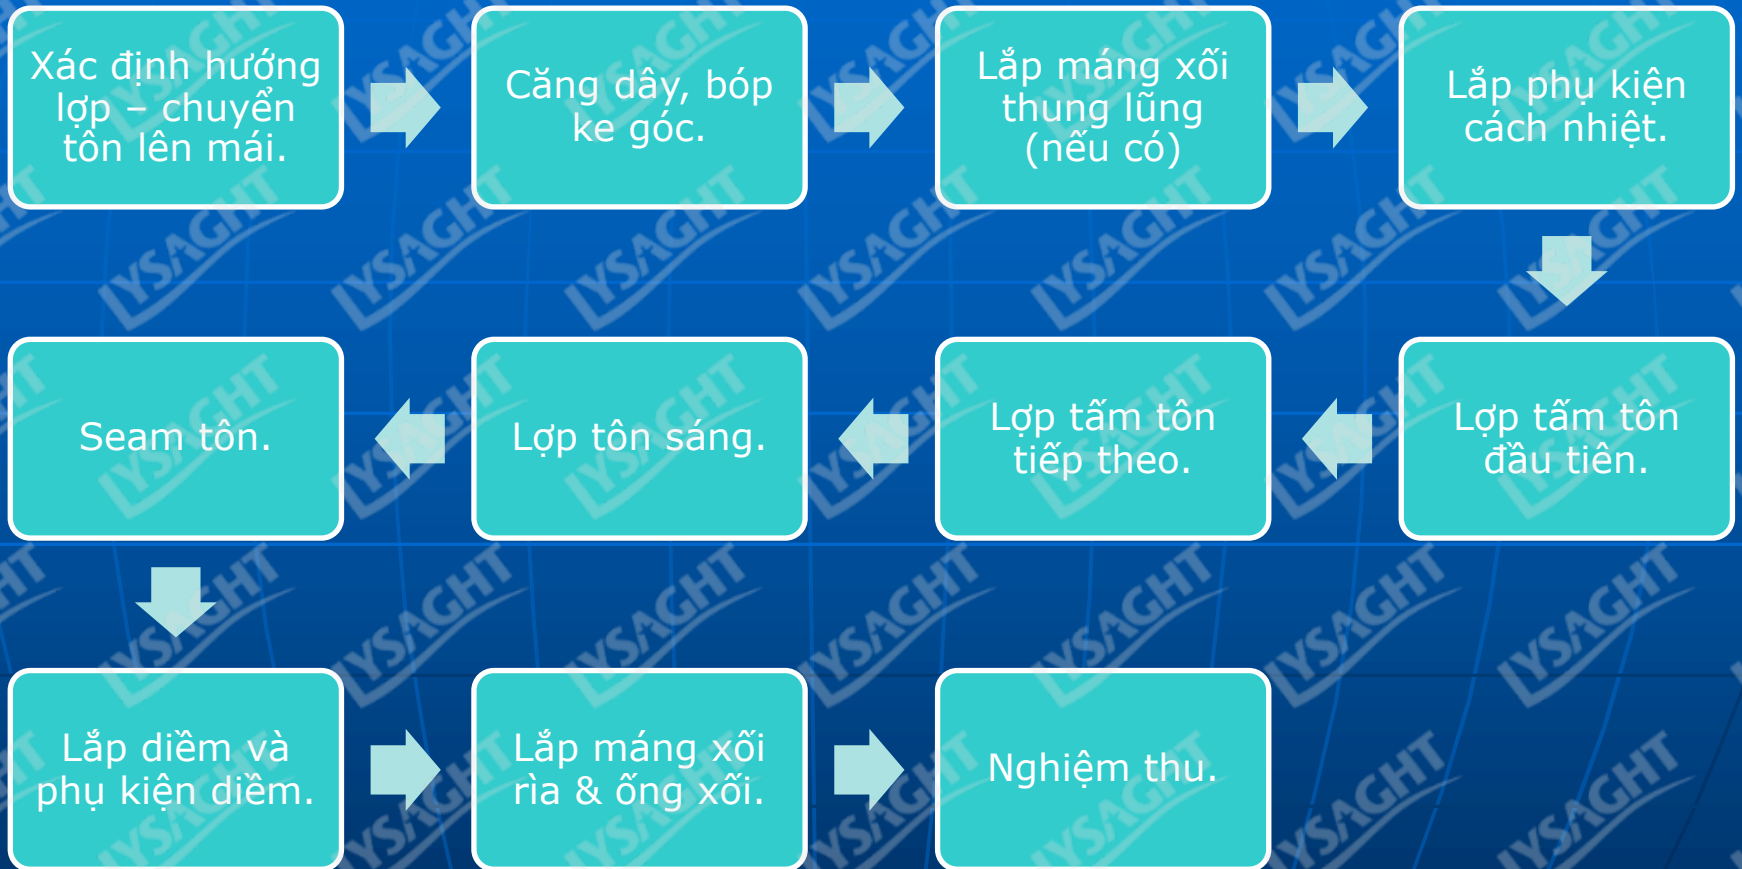 Xác định hướng
lợp – chuyển
tôn lên mái.
Căng dây, bóp
ke góc.
Lắp máng xối
thung lũng
(nếu có)
Lắp phụ kiện
cách nhiệt.
Lợp tấm tôn
đầu tiên.
Lợp tấm tôn
tiếp theo.
Lợp tôn sáng.
Seam tôn.
Lắp diềm và
phụ kiện diềm.
Lắp máng xối
rìa & ống xối.
Nghiệm thu.
LYSAGHT